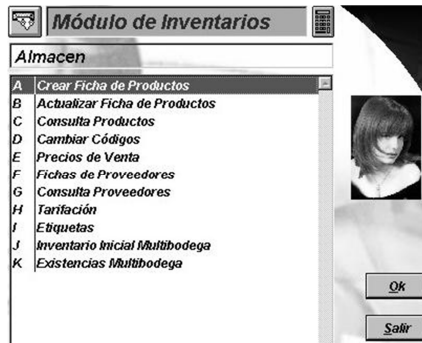 Módulo de Inventarios
Almacen
A Crear Ficha de Productos
B Actualizar Ficha de Productos
C Consulta Productos
D Cambiar Códigos
E Precios de Venta
F Fichas de Proveedores
G Consulta Proveedores
H Tarifación
I Etiquetas
J Inventario Inicial Multibodega
K Existencias Multibodega
Ok
Salir